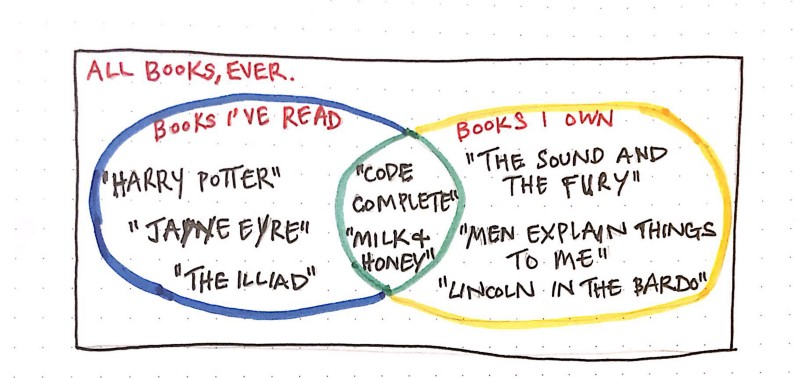 ALL BOOKS, EVER.
BOOKS I'VE READ
BOOKS I OWN
"HARRY POTTER"
"JAYNE EYRE"
"THE ILLIAD"
"CODE
COMPLETE"
"MILK &
HONEY"
"THE SOUND AND
THE FURY"
"MEN EXPLAIN THINGS
TO ME"
"LINCOLN IN THE BARDO"